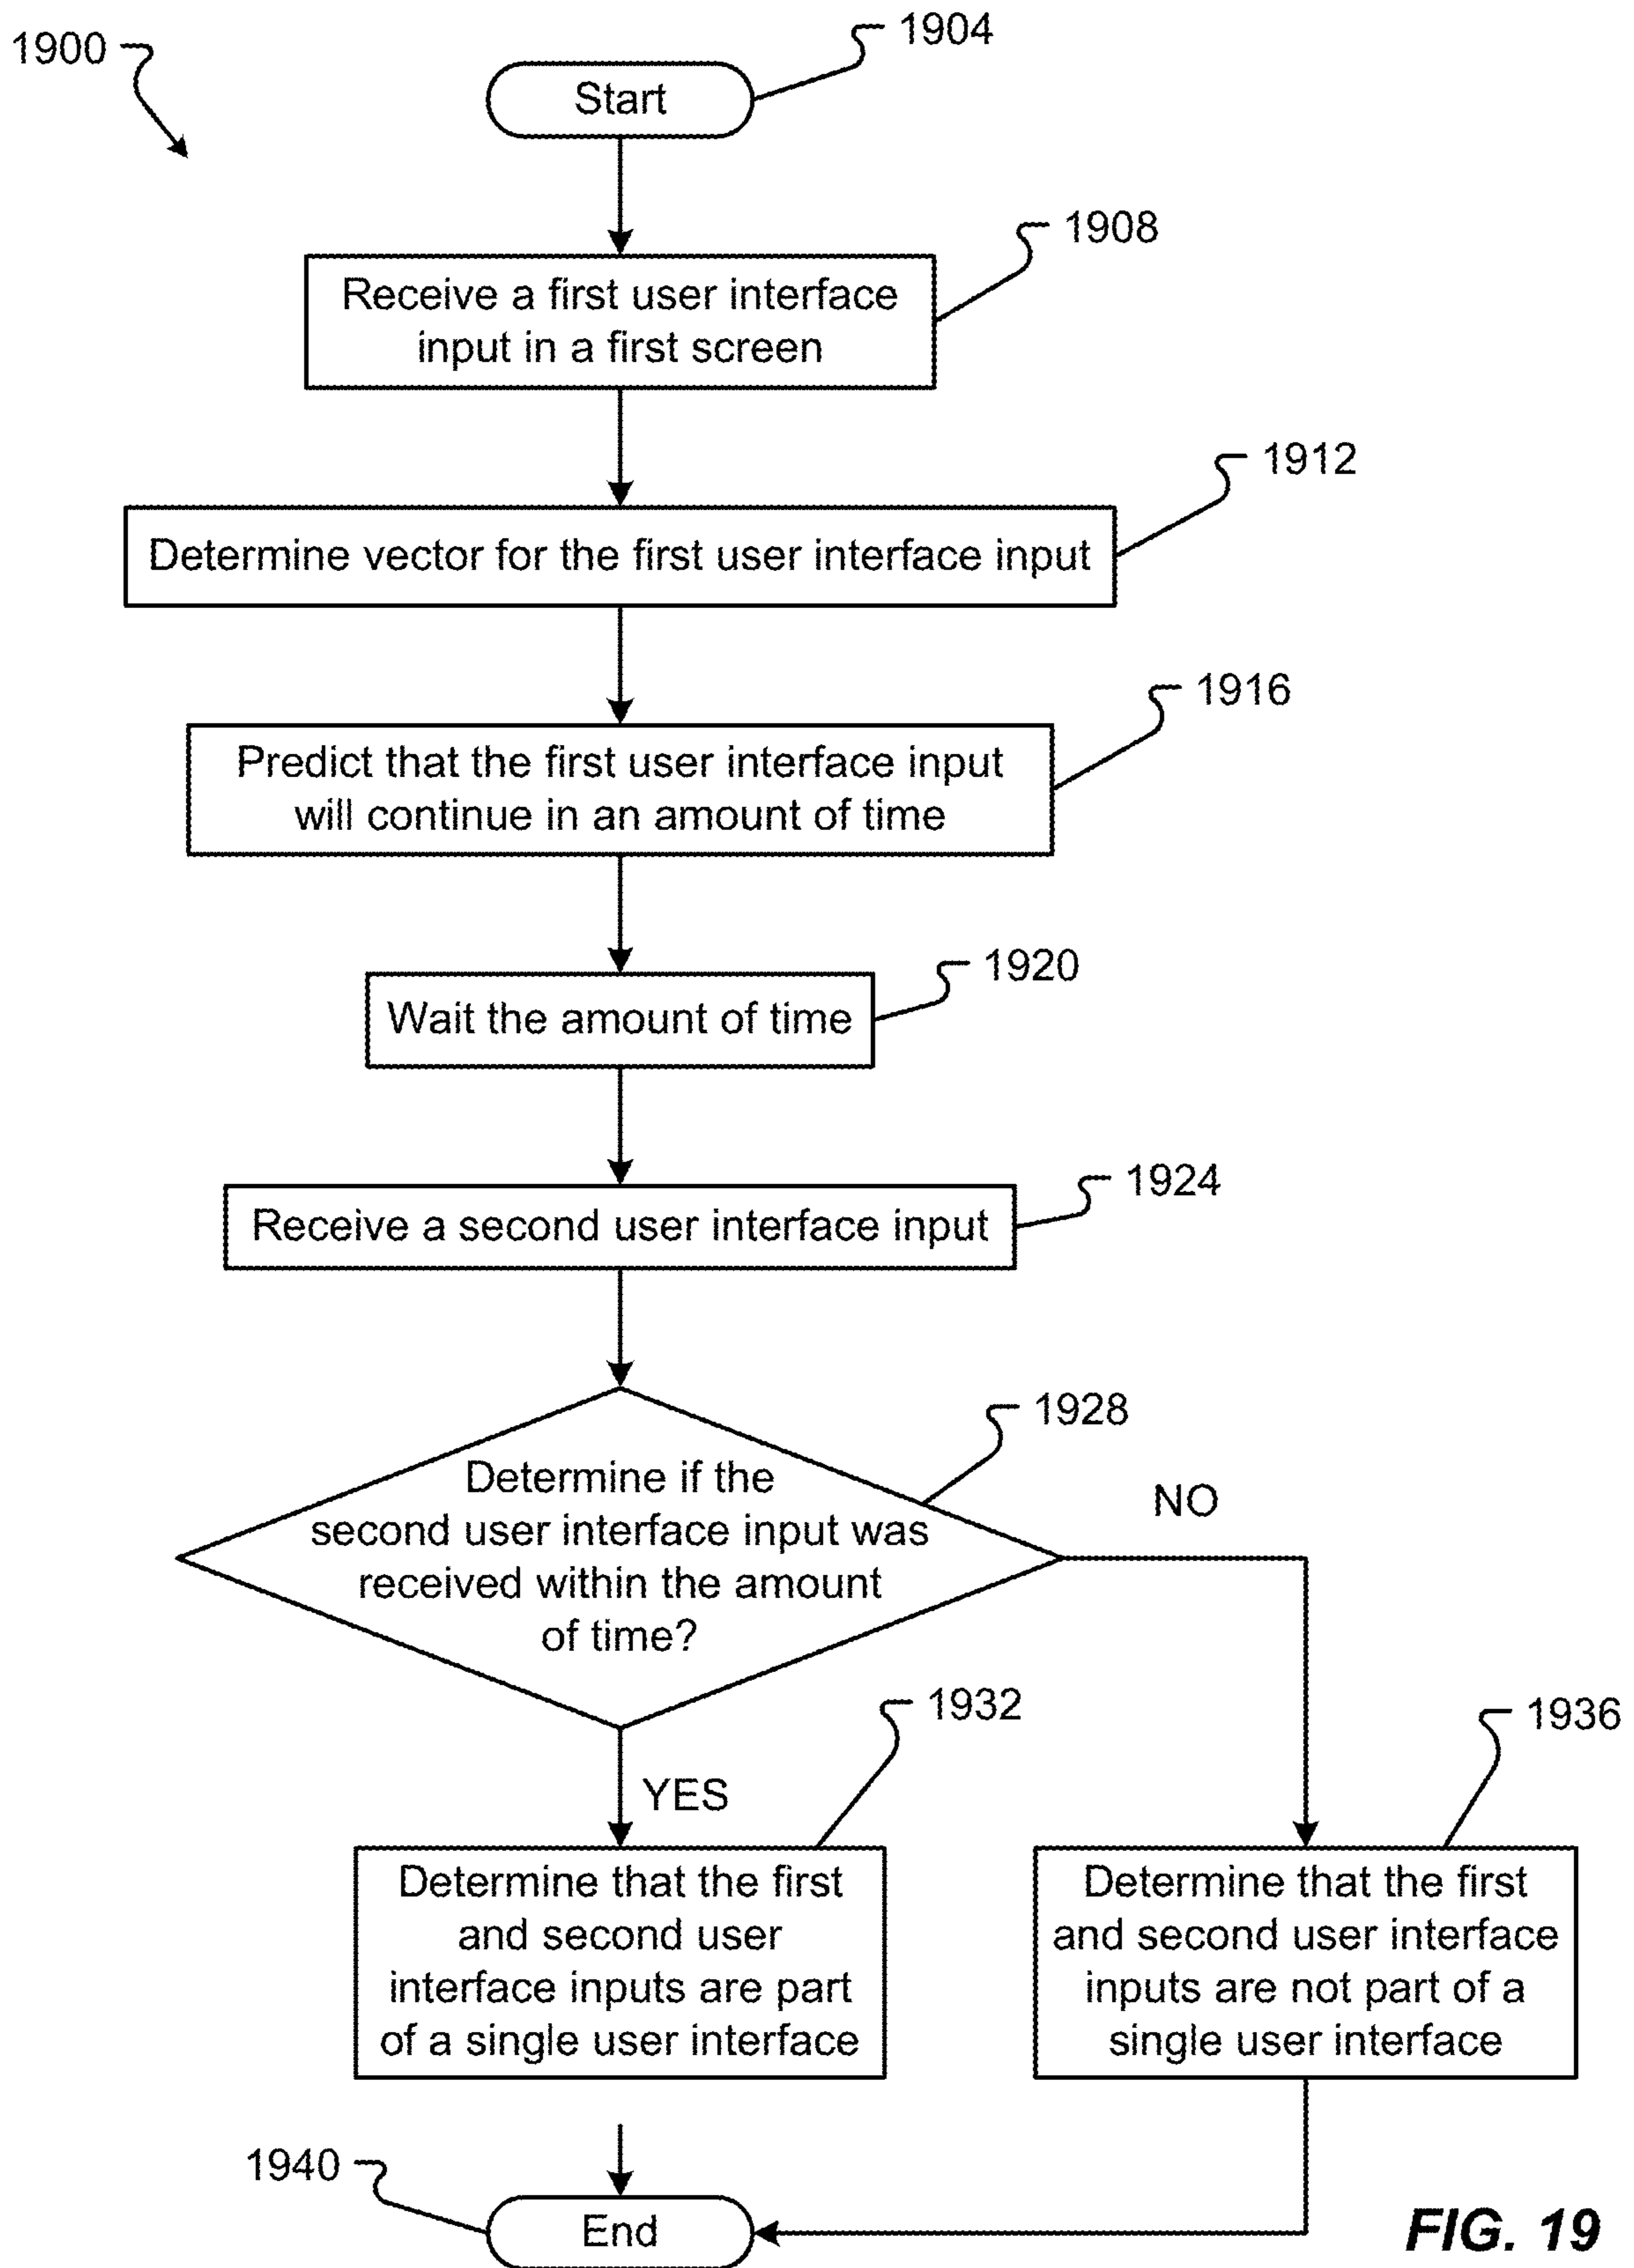 1900
1904
Start
1908
Receive a first user interface
input in a first screen
1912
Determine vector for the first user interface input
1916
Predict that the first user interface input
will continue in an amount of time
1920
Wait the amount of time
1924
Receive a second user interface input
1928
Determine if the
second user interface input was
received within the amount
of time?
NO
YES
1932
Determine that the first
and second user
interface inputs are part
of a single user interface
1936
Determine that the first
and second user interface
inputs are not part of a
single user interface
1940
End
FIG. 19